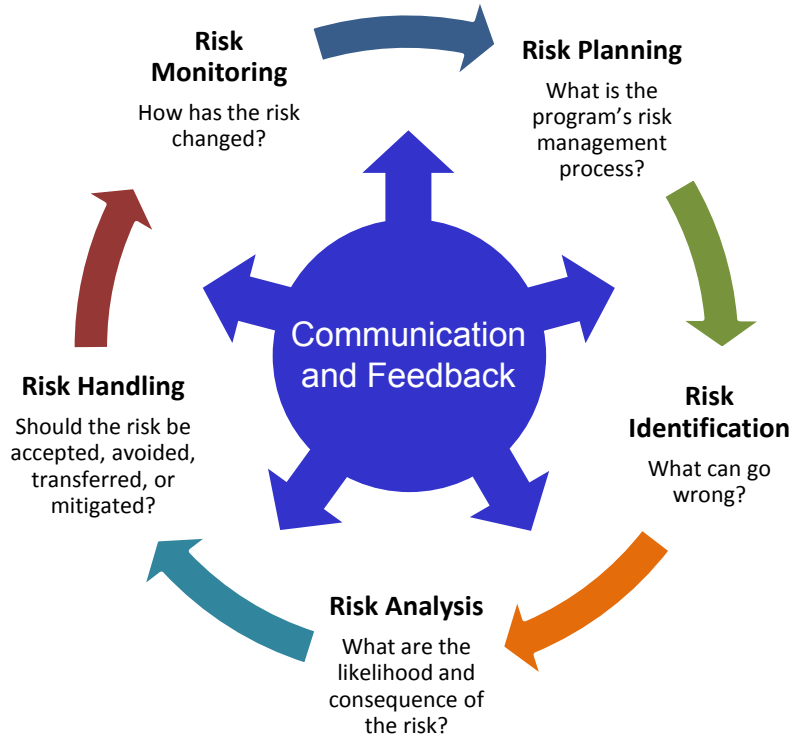 Risk
Monitoring
How has the risk
changed?
Risk Planning
What is the
program’s risk
management
process?
Communication
and Feedback
Risk Handling
Should the risk be
accepted, avoided,
transferred, or
mitigated?
Risk
Identification
What can go
wrong?
Risk Analysis
What are the
likelihood and
consequence of
the risk?